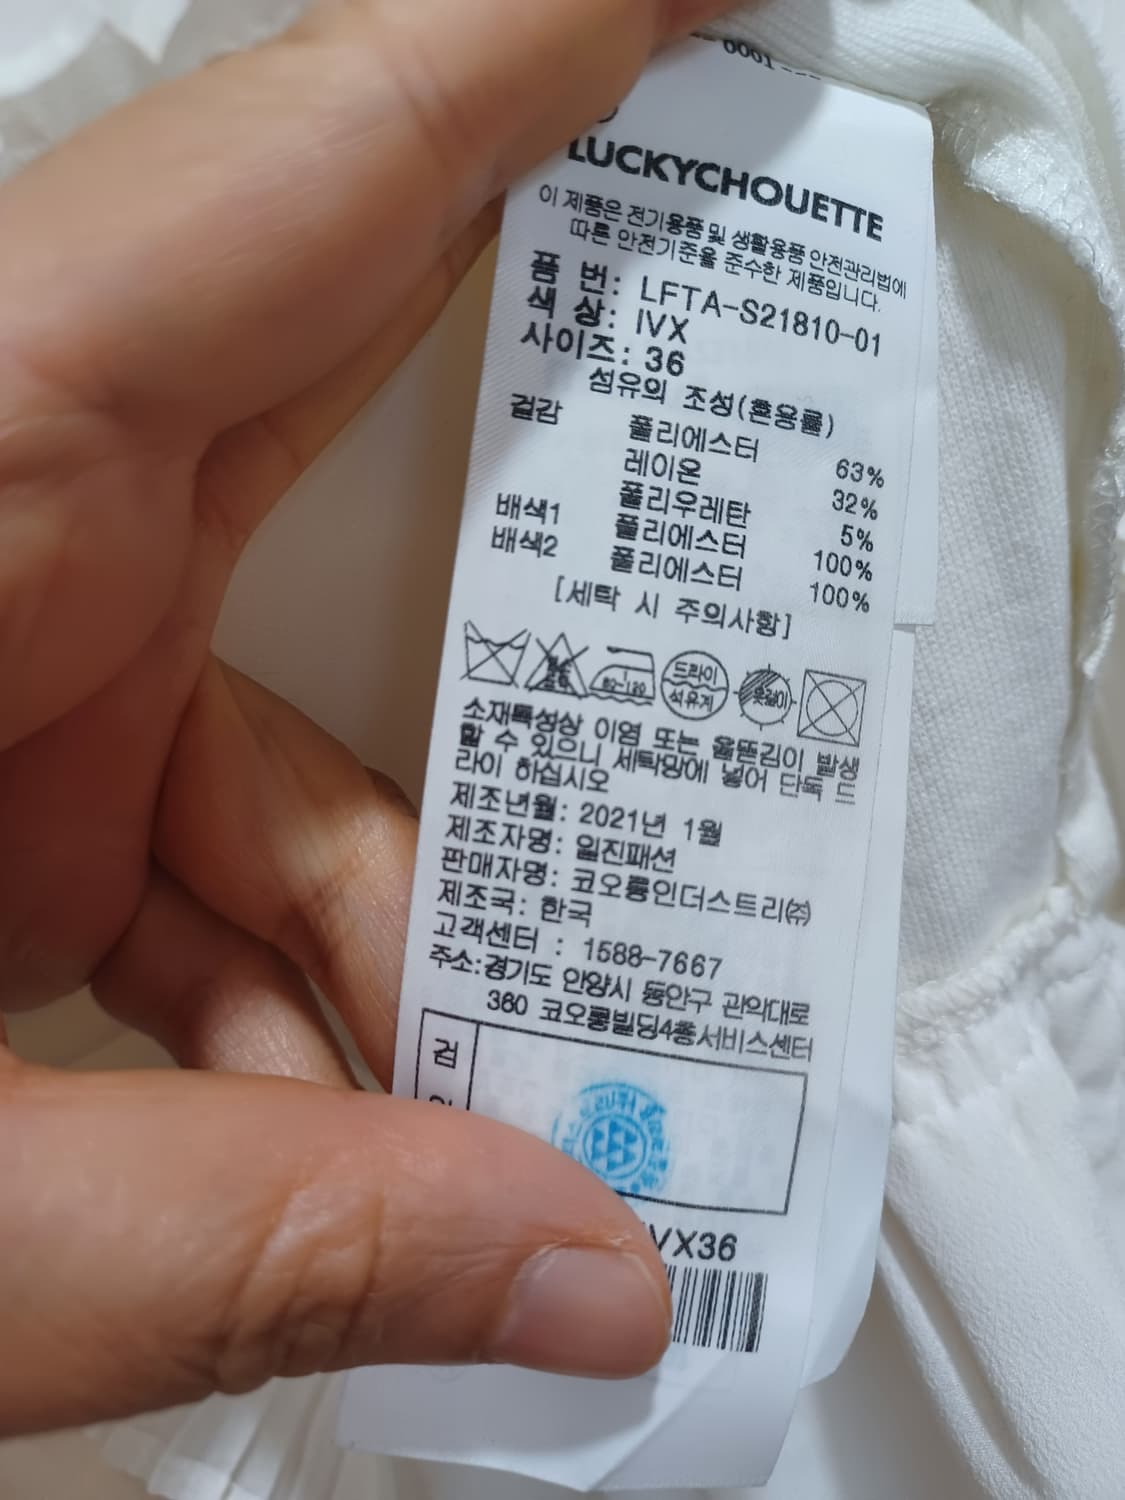 0001
LUCKYCHOUETTE
이 제품은 전기용품 및 생활용품 안전관리법에
따른 안전기준을 준수한 제품입니다.
품 번: LFTA-S21810-01
색 상: IVX
사이즈: 36
섬유의 조성(혼용률)
겉감 폴리에스터 63%
레이온 32%
폴리우레탄 5%
배색1 폴리에스터 100%
배색2 폴리에스터 100%
[세탁 시 주의사항]
80~120 드라이 석유계 옷걸이
소재특성상 이염 또는 올뜯김이 발생
할 수 있으니 세탁망에 넣어 단독 드
라이 하십시오
제조년월: 2021년 1월
제조자명: 일진패션
판매자명: 코오롱인더스트리㈜
제조국: 한국
고객센터 : 1588-7667
주소:경기도 안양시 동안구 관악대로
360 코오롱빌딩4층서비스센터
검
VX36